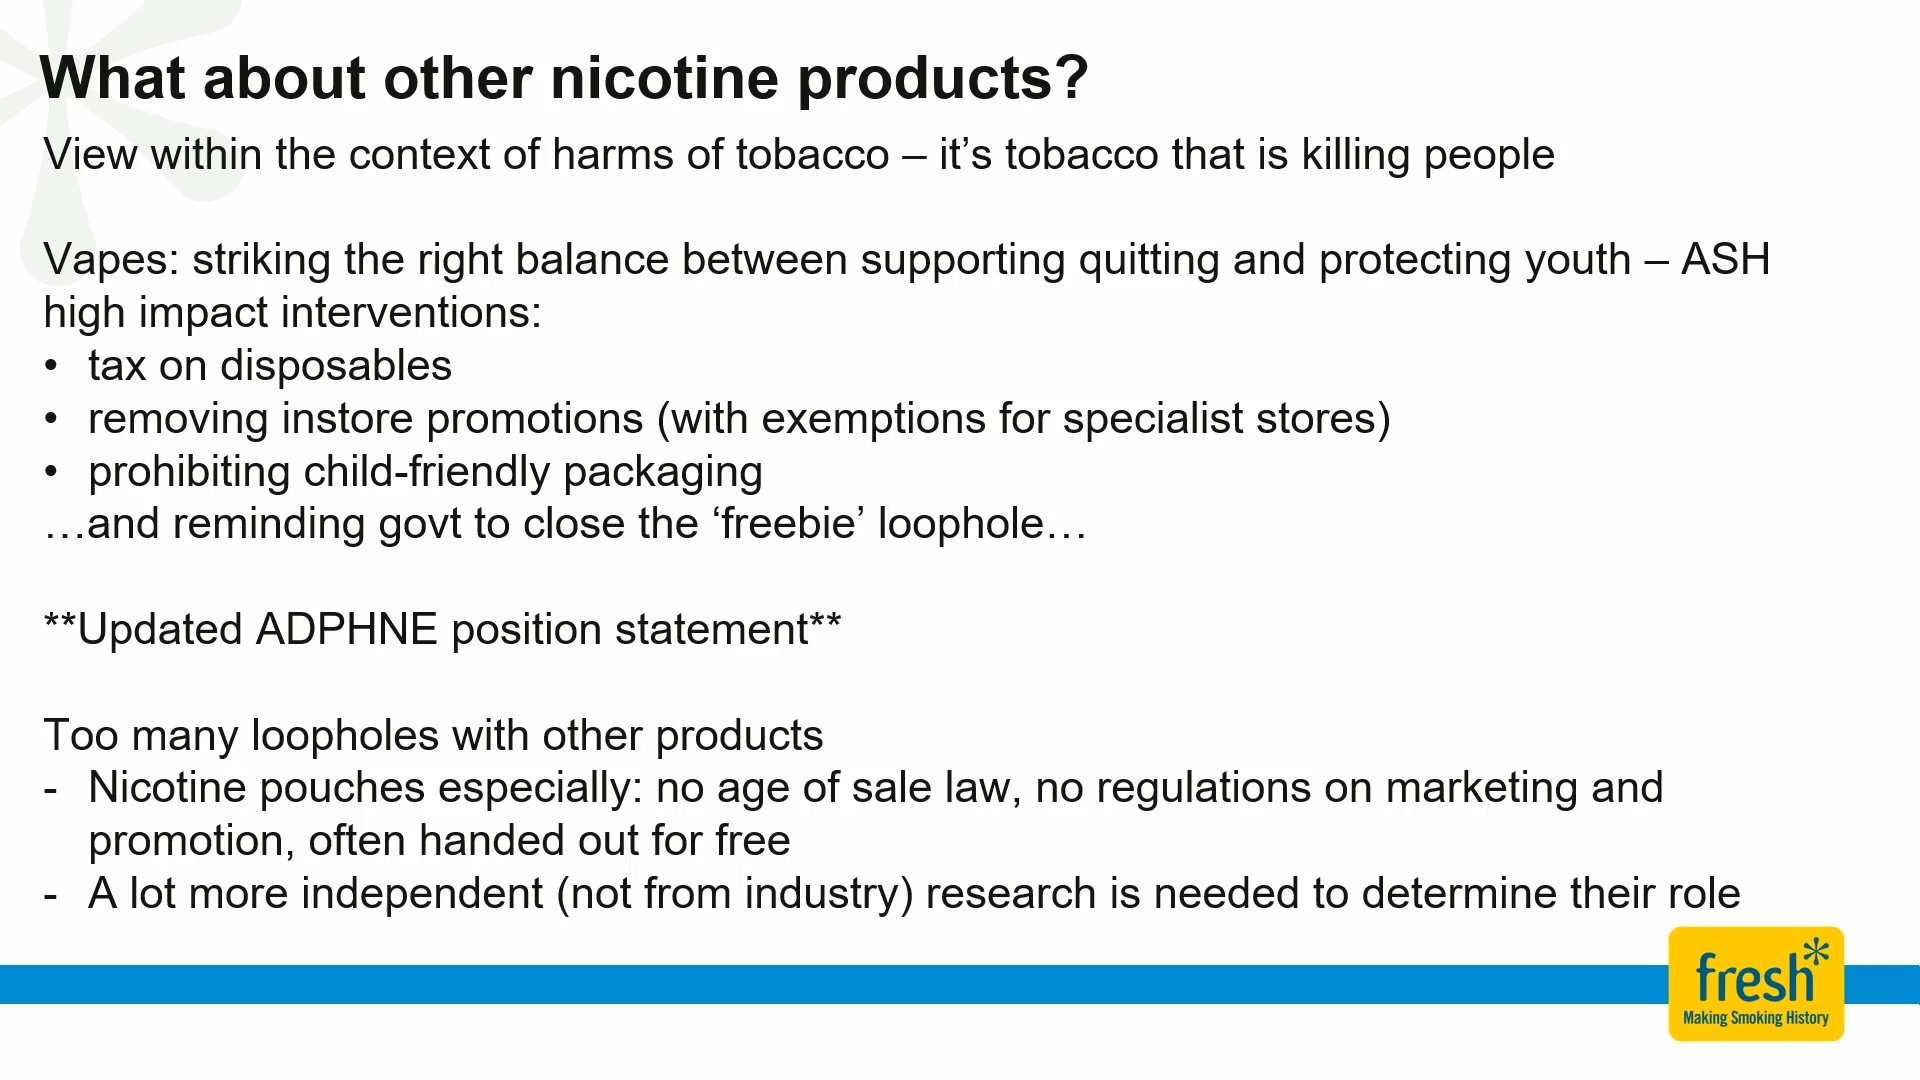 What about other nicotine products?
View within the context of harms of tobacco – it’s tobacco that is killing people
Vapes: striking the right balance between supporting quitting and protecting youth – ASH
high impact interventions:
• tax on disposables
• removing instore promotions (with exemptions for specialist stores)
• prohibiting child-friendly packaging
…and reminding govt to close the ‘freebie’ loophole…
**Updated ADPHNE position statement**
Too many loopholes with other products
- Nicotine pouches especially: no age of sale law, no regulations on marketing and
promotion, often handed out for free
- A lot more independent (not from industry) research is needed to determine their role
fresh*
Making Smoking History